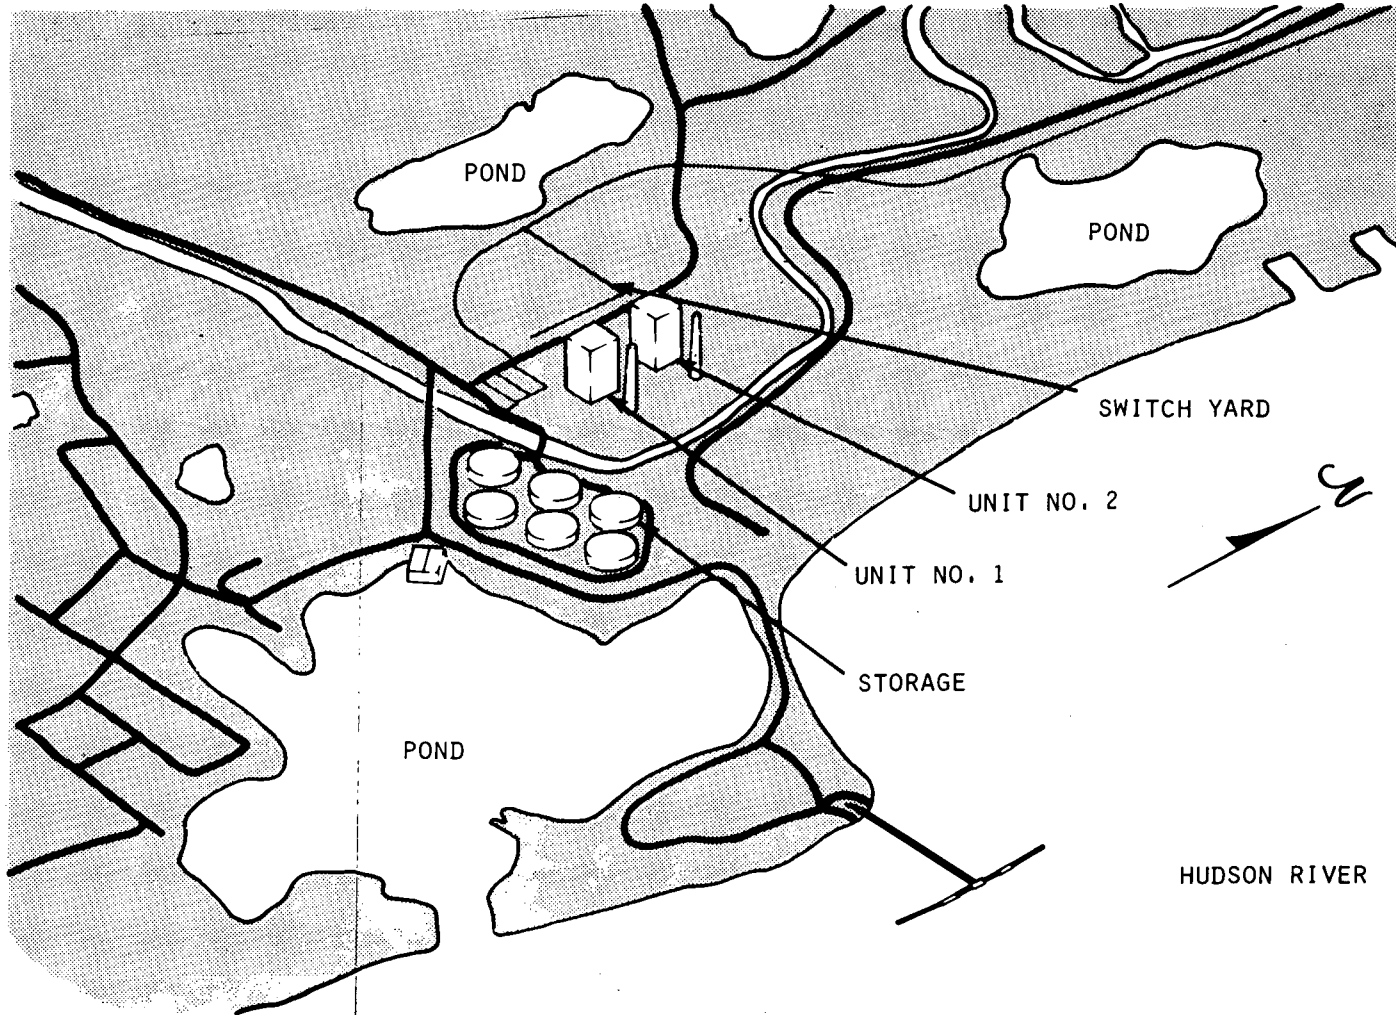 POND
POND
SWITCH YARD
UNIT NO. 2
UNIT NO. 1
STORAGE
POND
HUDSON RIVER